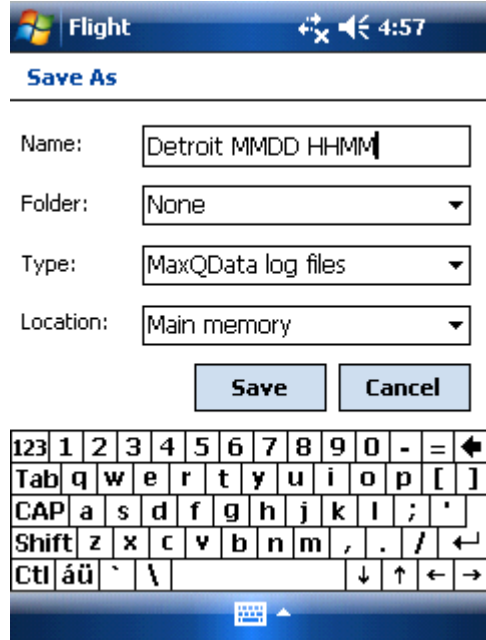 Flight 4:57
Save As
Name: Detroit MMDD HHMM
Folder: None
Type: MaxQData log files
Location: Main memory
Save Cancel
123 1 2 3 4 5 6 7 8 9 0 - = 🡄
Tab q w e r t y u i o p [ ]
CAP a s d f g h j k l ; '
Shift z x c v b n m , . / ↵
Ctl áü ` \ ↓ ↑ ← →